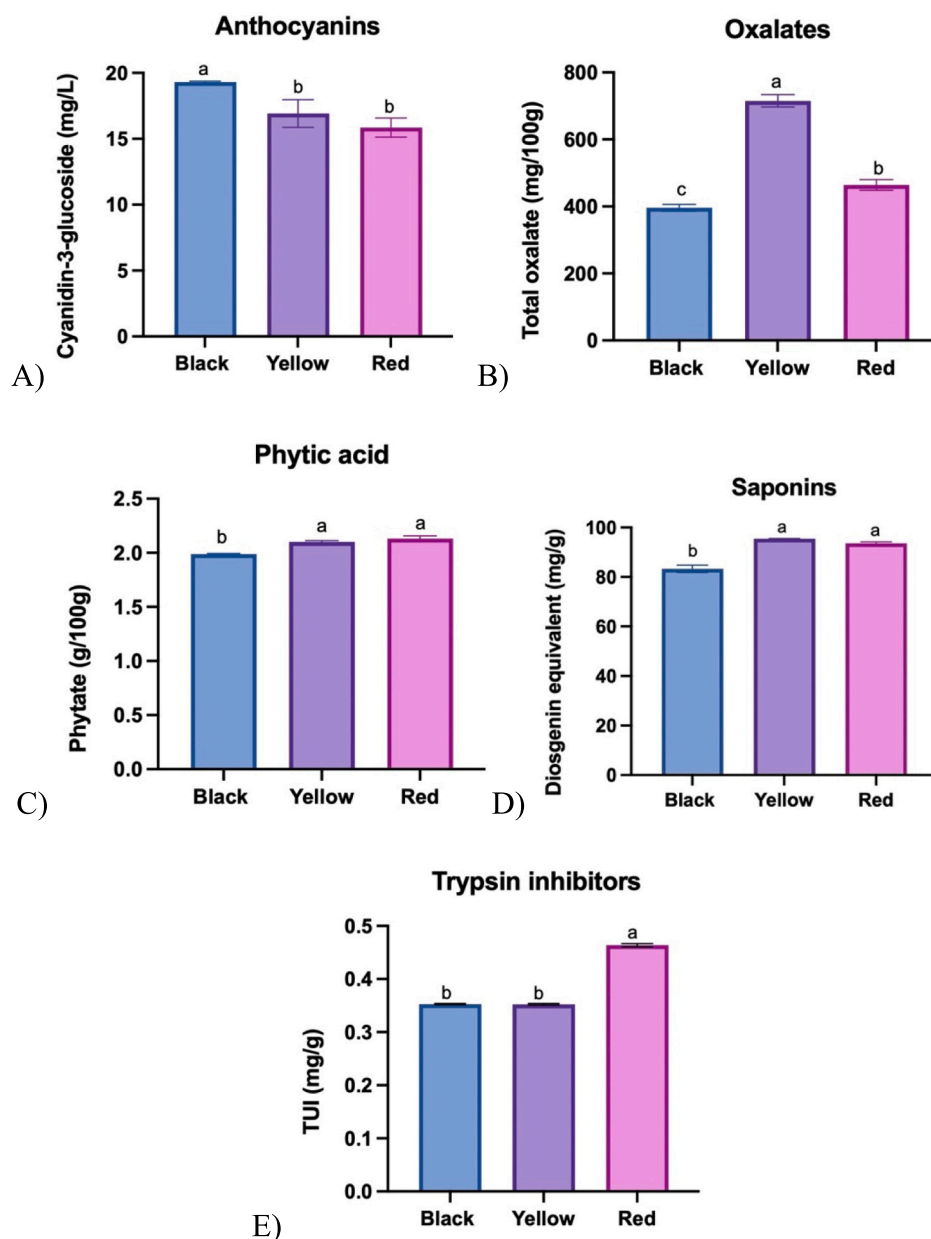 Anthocyanins
Cyanidin-3-glucoside (mg/L)
20
15
10
5
0
a
b
b
Black
Yellow
Red
A)
Oxalates
Total oxalate (mg/100g)
800
600
400
200
0
c
a
b
Black
Yellow
Red
B)
Phytic acid
Phytate (g/100g)
2.5
2.0
1.5
1.0
0.5
0.0
b
a
a
Black
Yellow
Red
C)
Saponins
Diosgenin equivalent (mg/g)
100
80
60
40
20
0
b
a
a
Black
Yellow
Red
D)
Trypsin inhibitors
TUI (mg/g)
0.5
0.4
0.3
0.2
0.1
0.0
b
b
a
Black
Yellow
Red
E)